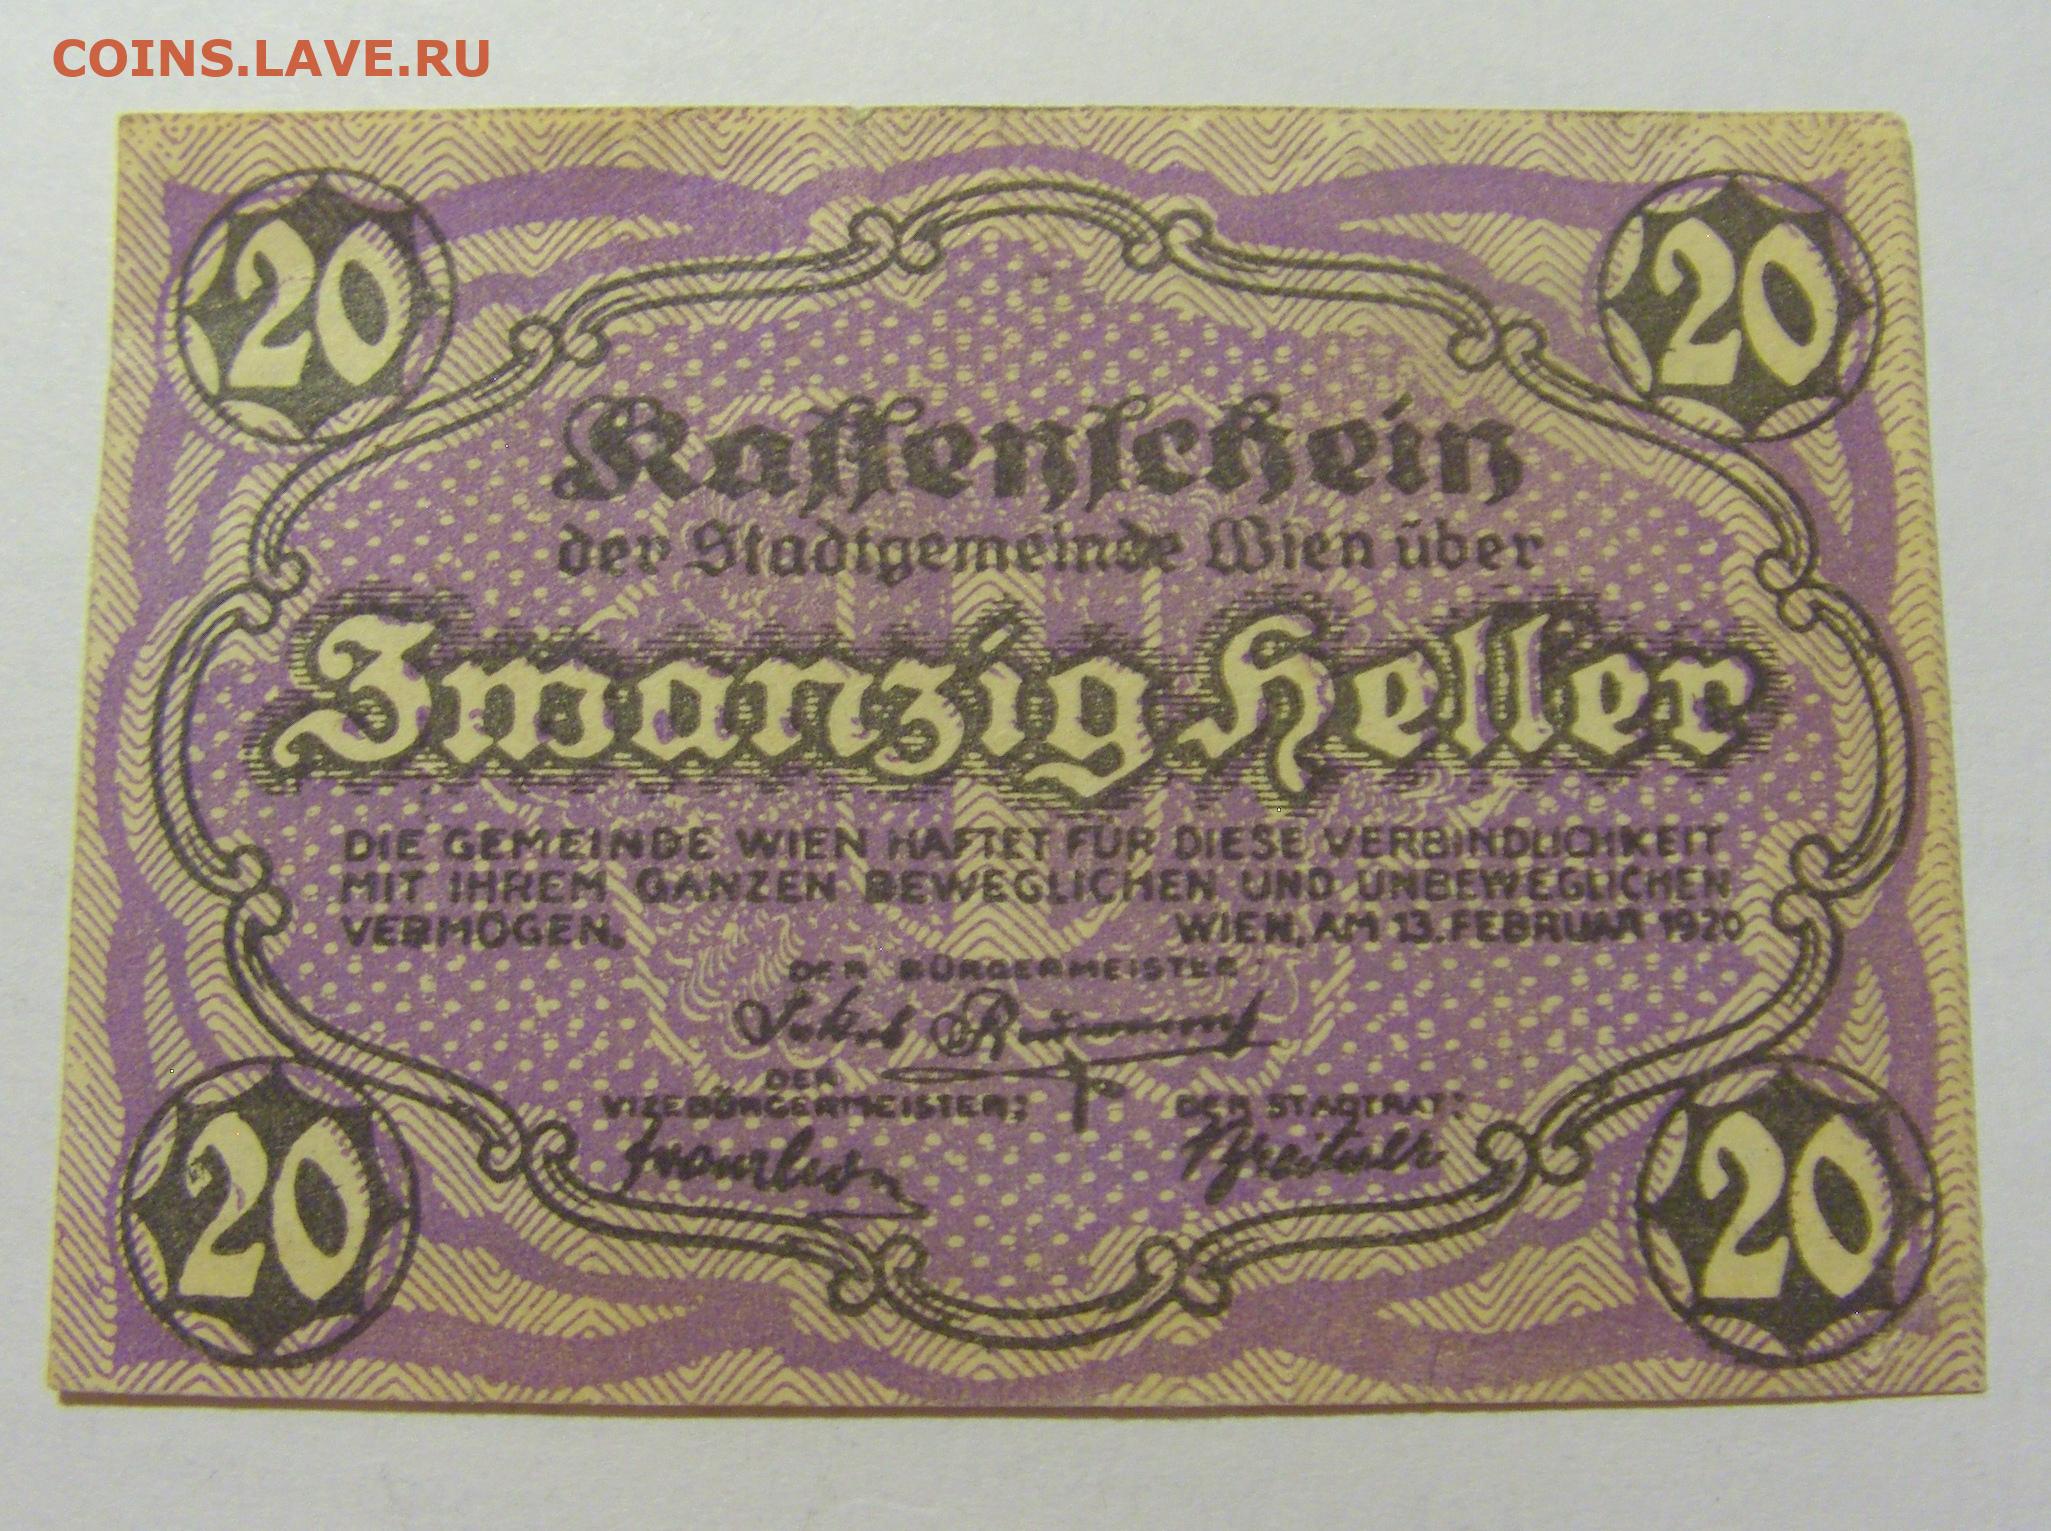 COINS.LAVE.RU
20 20
Kassenschein
der Stadtgemeinde Wien über
Zwanzig Heller
DIE GEMEINDE WIEN HAFTET FÜR DIESE VERBINDLICHKEIT
MIT IHREM GANZEN BEWEGLICHEN UND UNBEWEGLICHEN
VERMÖGEN. WIEN, AM 13. FEBRUAR 1920
DER BÜRGERMEISTER
Jakob Reumann
DER
VIZEBÜRGERMEISTER: DER STADTRAT:
20 20